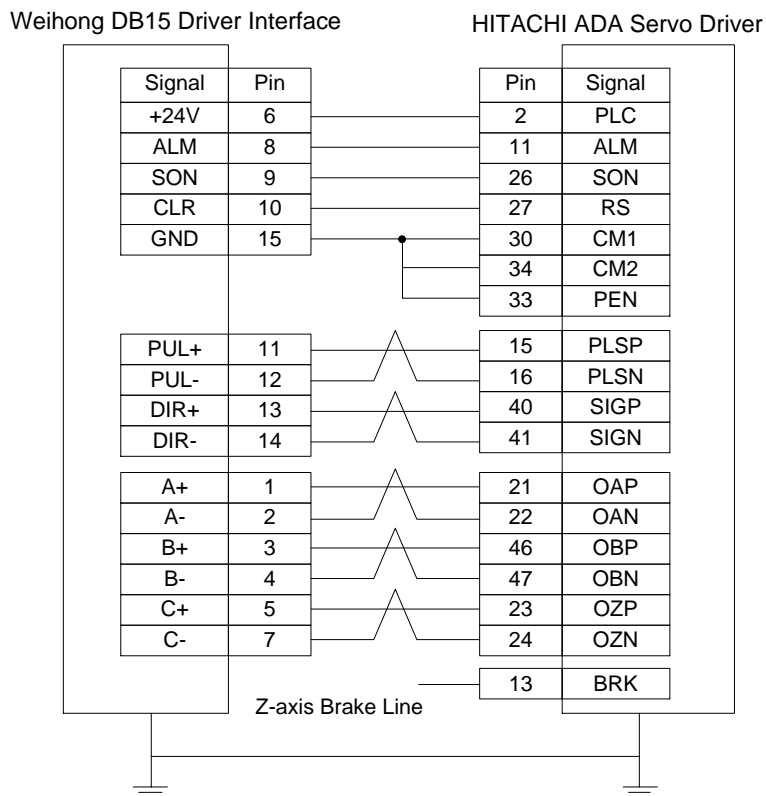 Weihong DB15 Driver Interface HITACHI ADA Servo Driver
Signal Pin Pin Signal
+24V 6 2 PLC
ALM 8 11 ALM
SON 9 26 SON
CLR 10 27 RS
GND 15 30 CM1
34 CM2
33 PEN
PUL+ 11 15 PLSP
PUL- 12 16 PLSN
DIR+ 13 40 SIGP
DIR- 14 41 SIGN
A+ 1 21 OAP
A- 2 22 OAN
B+ 3 46 OBP
B- 4 47 OBN
C+ 5 23 OZP
C- 7 24 OZN
13 BRK
Z-axis Brake Line